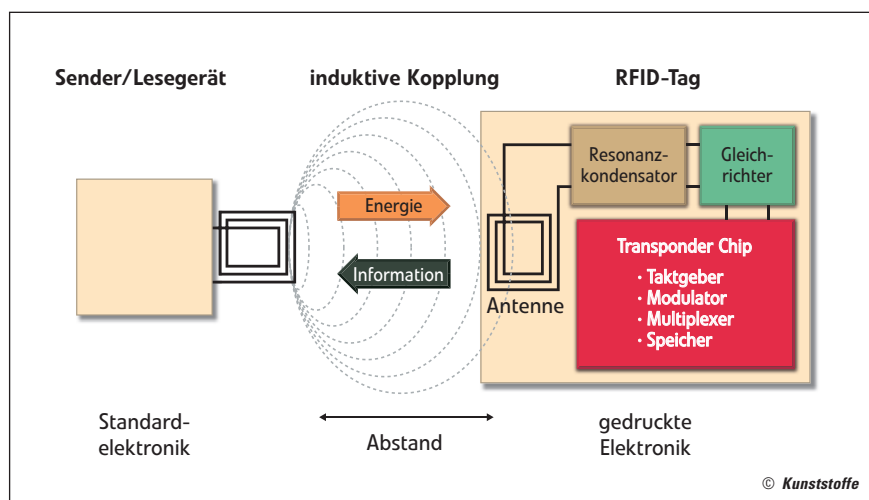 Sender/Lesegerät
induktive Kopplung
RFID-Tag
Resonanz-
kondensator
Gleich-
richter
Energie
Information
Antenne
Transponder Chip
· Taktgeber
· Modulator
· Multiplexer
· Speicher
Standard-
elektronik
Abstand
gedruckte
Elektronik
© Kunststoffe